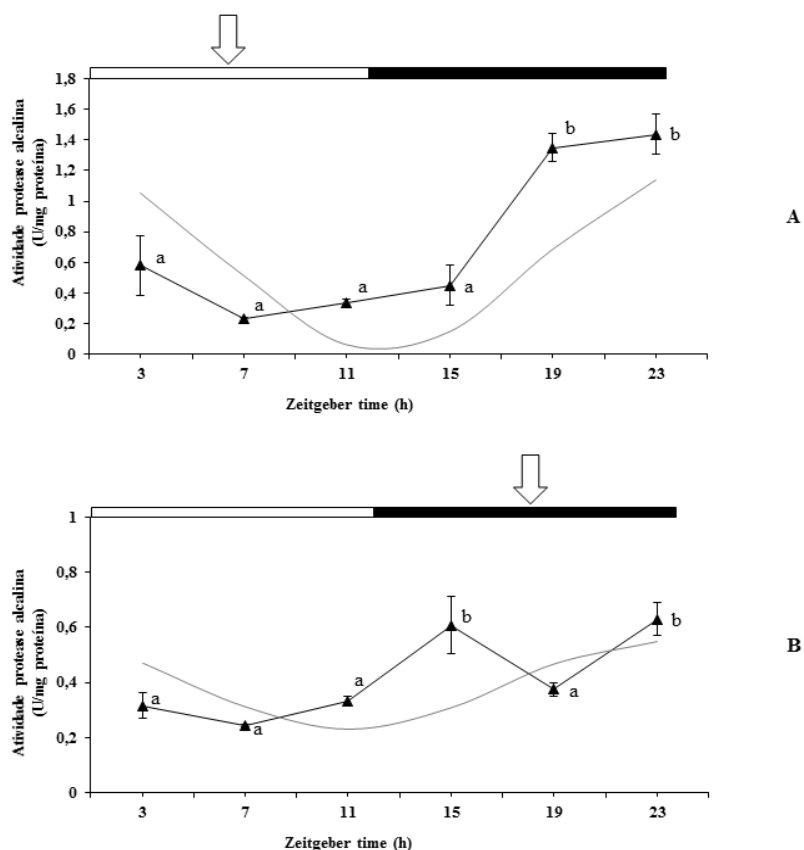 1,8
1,6
1,4
1,2
1
0,8
0,6
0,4
0,2
0
Atividade protease alcalina
(U/mg proteína)
a
a
a
a
b
b
3 7 11 15 19 23
Zeitgeber time (h)
A
1
0,8
0,6
0,4
0,2
0
Atividade protease alcalina
(U/mg proteína)
a
a
a
b
a
b
3 7 11 15 19 23
Zeitgeber time (h)
B